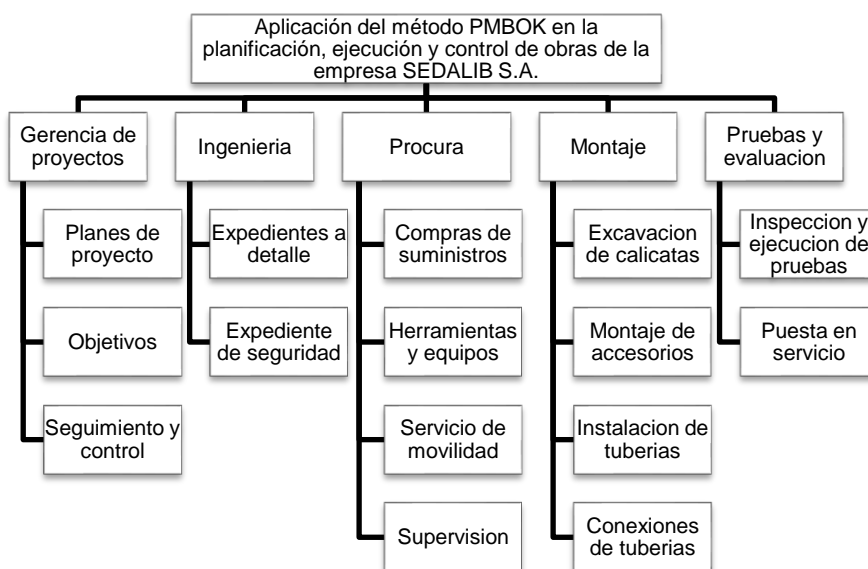 Aplicación del método PMBOK en la
planificación, ejecución y control de obras de la
empresa SEDALIB S.A.
Gerencia de
proyectos
Planes de
proyecto
Objetivos
Seguimiento y
control
Ingenieria
Expedientes a
detalle
Expediente
de seguridad
Procura
Compras de
suministros
Herramientas
y equipos
Servicio de
movilidad
Supervision
Montaje
Excavacion
de calicatas
Montaje de
accesorios
Instalacion de
tuberias
Conexiones
de tuberias
Pruebas y
evaluacion
Inspeccion y
ejecucion de
pruebas
Puesta en
servicio